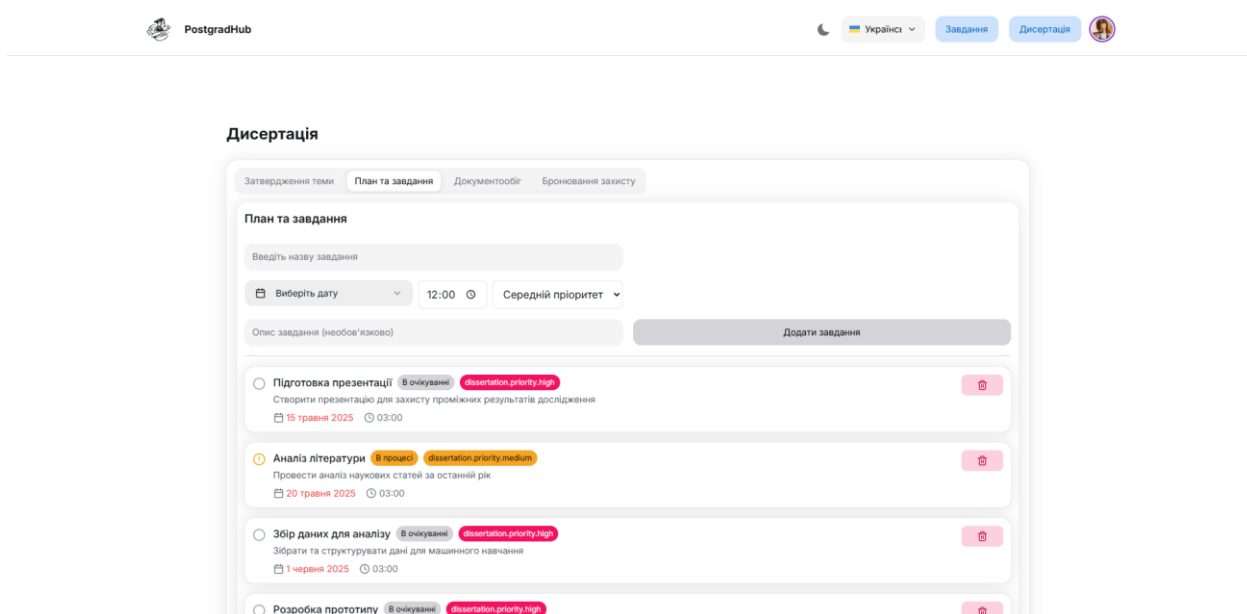 PostgradHub
Українсь
Завдання
Дисертація
Дисертація
Затвердження теми План та завдання Документообіг Бронювання захисту
План та завдання
Введіть назву завдання
Виберіть дату 12:00 Середній пріоритет
Опис завдання (необов'язково) Додати завдання
Підготовка презентації В очікуванні dissertation.priority.high
Створити презентацію для захисту проміжних результатів дослідження
15 травня 2025 03:00
Аналіз літератури В процесі dissertation.priority.medium
Провести аналіз наукових статей за останній рік
20 травня 2025 03:00
Збір даних для аналізу В очікуванні dissertation.priority.high
Зібрати та структурувати дані для машинного навчання
1 червня 2025 03:00
Розробка прототипу В очікуванні dissertation.priority.high